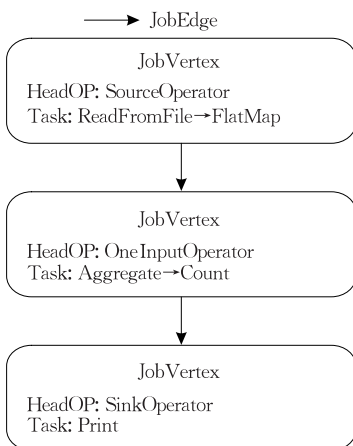 JobEdge
JobVertex
HeadOP: SourceOperator
Task: ReadFromFile→FlatMap
JobVertex
HeadOP: OneInputOperator
Task: Aggregate→Count
JobVertex
HeadOP: SinkOperator
Task: Print